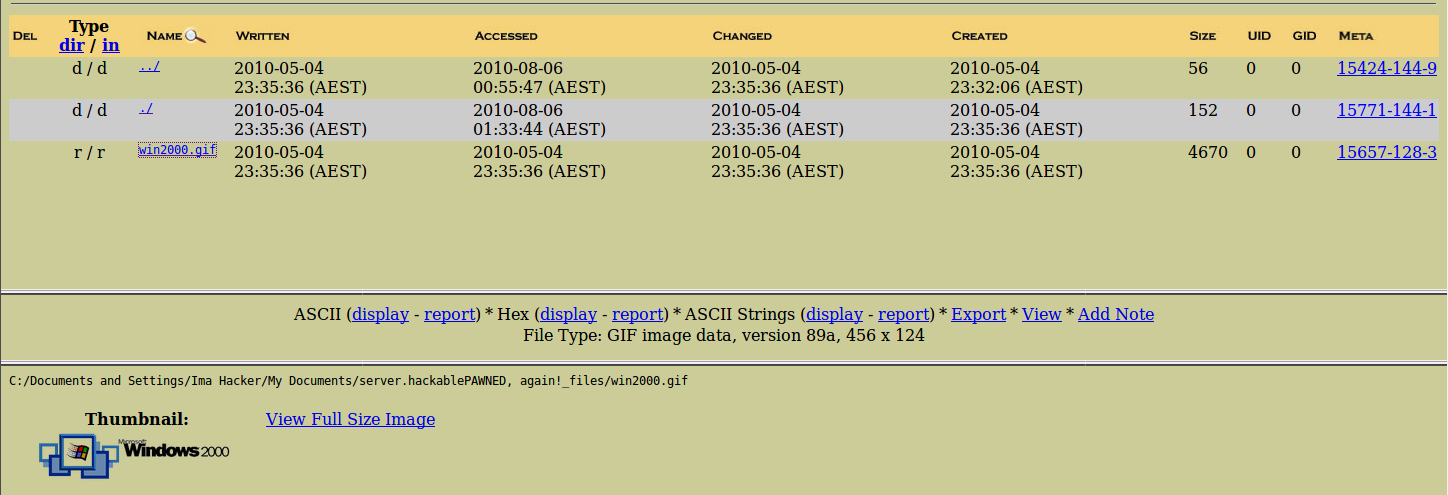 Type
DEL dir / in NAME WRITTEN ACCESSED CHANGED CREATED SIZE UID GID META
d / d ../ 2010-05-04 2010-08-06 2010-05-04 2010-05-04 56 0 0 15424-144-9
23:35:36 (AEST) 00:55:47 (AEST) 23:35:36 (AEST) 23:32:06 (AEST)
d / d ./ 2010-05-04 2010-08-06 2010-05-04 2010-05-04 152 0 0 15771-144-1
23:35:36 (AEST) 01:33:44 (AEST) 23:35:36 (AEST) 23:35:36 (AEST)
r / r win2000.gif 2010-05-04 2010-05-04 2010-05-04 2010-05-04 4670 0 0 15657-128-3
23:35:36 (AEST) 23:35:36 (AEST) 23:35:36 (AEST) 23:35:36 (AEST)
ASCII (display - report) * Hex (display - report) * ASCII Strings (display - report) * Export * View * Add Note
File Type: GIF image data, version 89a, 456 x 124
C:/Documents and Settings/Ima Hacker/My Documents/server.hackablePAWNED, again!_files/win2000.gif
Thumbnail: View Full Size Image
Microsoft
Windows 2000